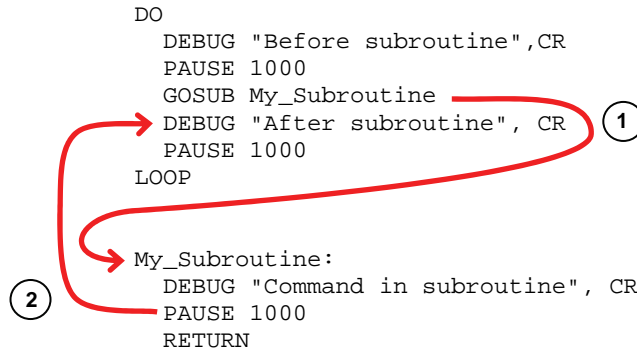 DO
DEBUG "Before subroutine",CR
PAUSE 1000
GOSUB My_Subroutine
DEBUG "After subroutine", CR
1
PAUSE 1000
LOOP
My_Subroutine:
DEBUG "Command in subroutine", CR
2
PAUSE 1000
RETURN